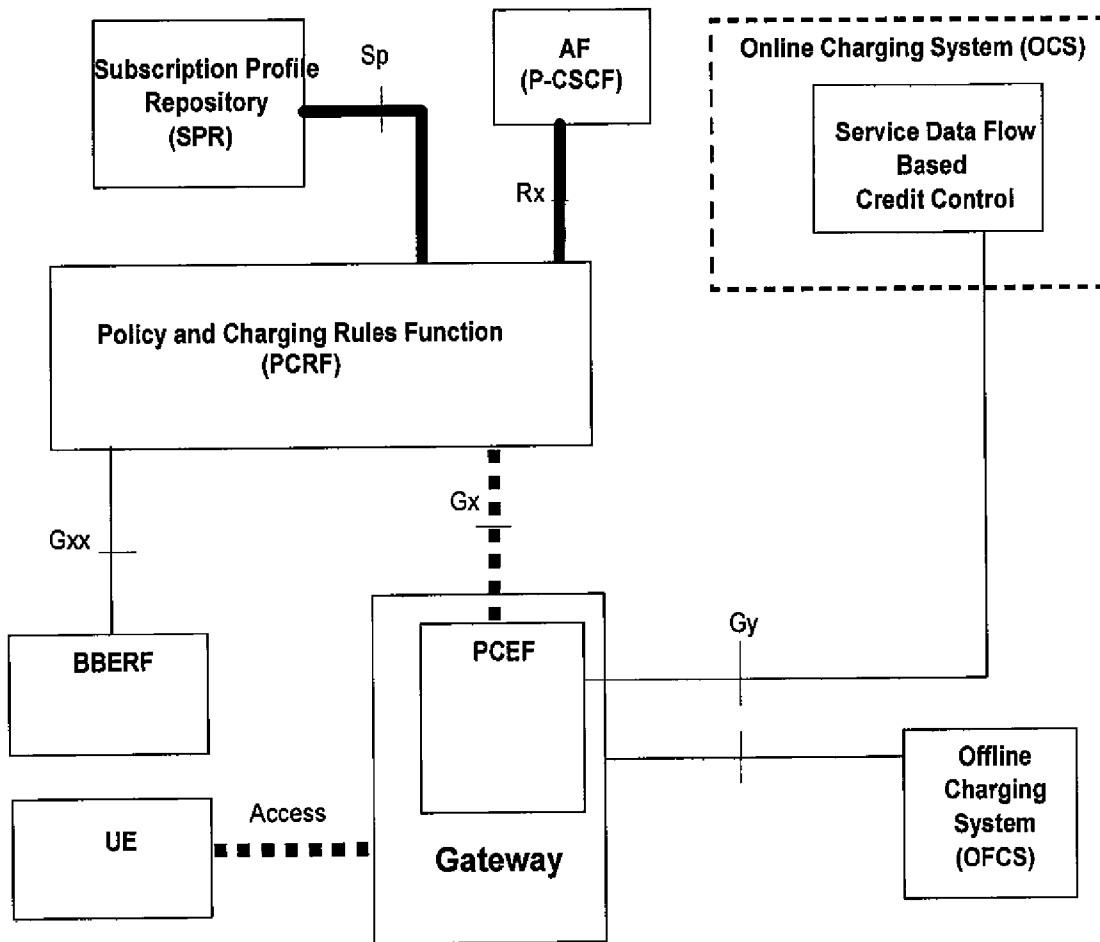 Subscription Profile
Repository
(SPR)
Sp
AF
(P-CSCF)
Rx
Online Charging System (OCS)
Service Data Flow
Based
Credit Control
Policy and Charging Rules Function
(PCRF)
Gxx
Gx
BBERF
PCEF
Gy
UE
Access
Gateway
Offline
Charging
System
(OFCS)